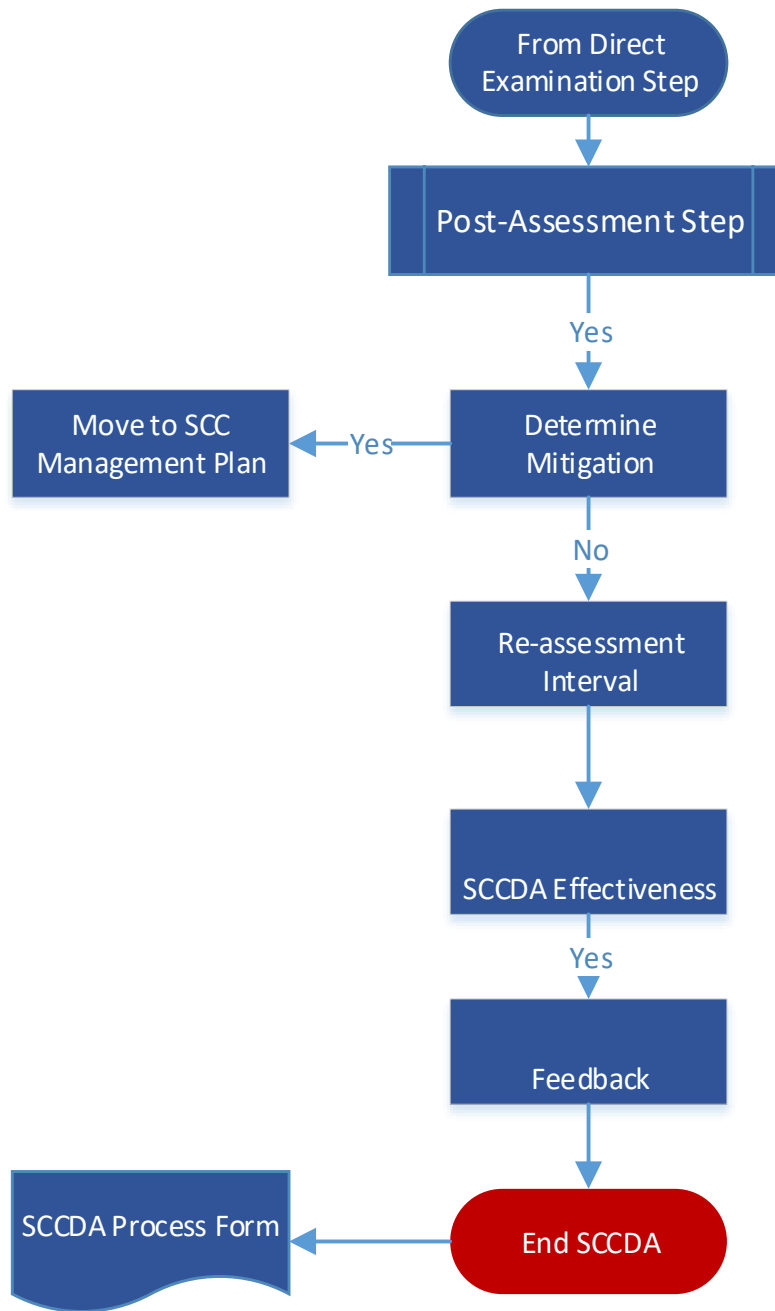 From Direct
Examination Step
Post-Assessment Step
Yes
Move to SCC
Management Plan
Yes
Determine
Mitigation
No
Re-assessment
Interval
SCCDA Effectiveness
Yes
Feedback
SCCDA Process Form
End SCCDA